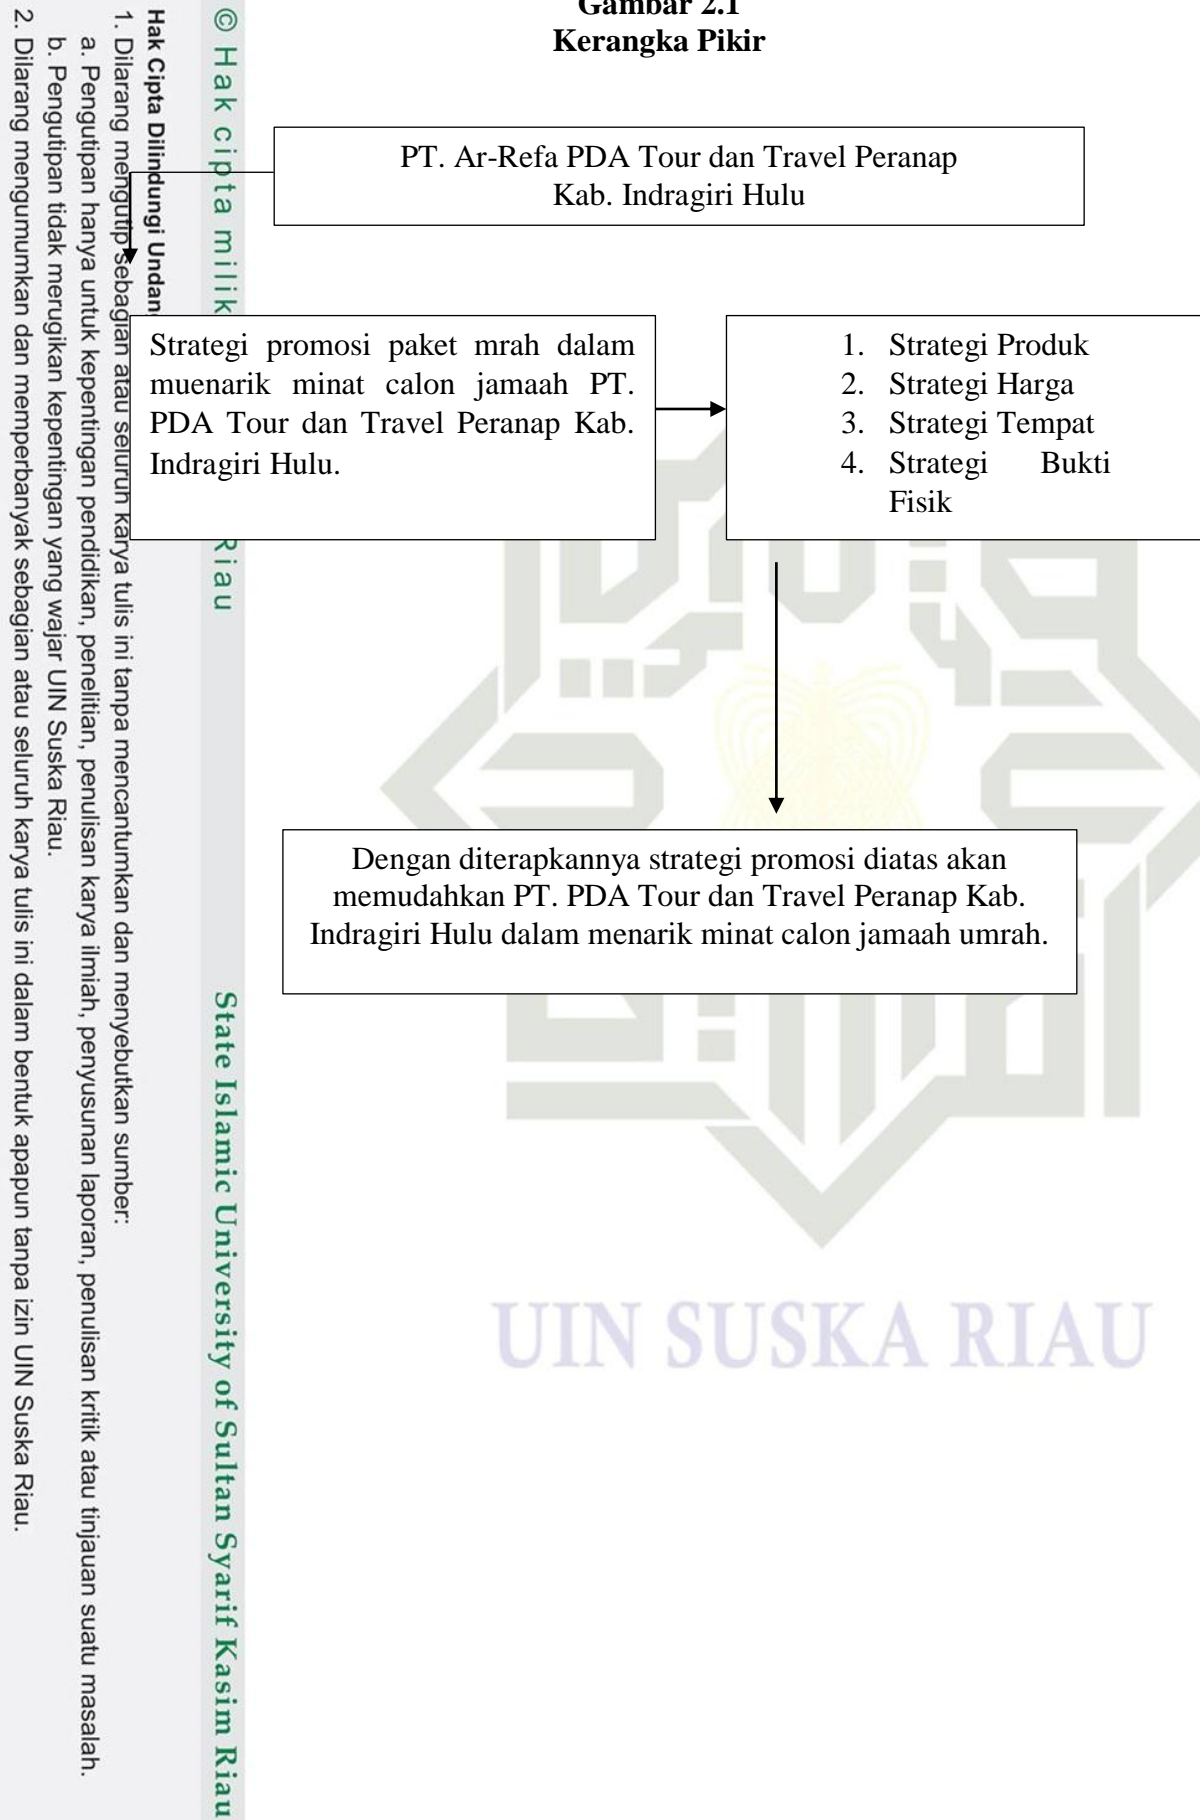 Gambar 2.1
Kerangka Pikir
PT. Ar-Refa PDA Tour dan Travel Peranap
Kab. Indragiri Hulu
Strategi promosi paket mrah dalam
muenarik minat calon jamaah PT.
PDA Tour dan Travel Peranap Kab.
Indragiri Hulu.
1. Strategi Produk
2. Strategi Harga
3. Strategi Tempat
4. Strategi Bukti
Fisik
Dengan diterapkannya strategi promosi diatas akan
memudahkan PT. PDA Tour dan Travel Peranap Kab.
Indragiri Hulu dalam menarik minat calon jamaah umrah.
UIN SUSKA RIAU
© Hak cipta milik Riau
State Islamic University of Sultan Syarif Kasim Riau
Hak Cipta Dilindungi
1. Dilarang mengutip sebagian atau seluruh karya tulis ini tanpa mencantumkan dan menyebutkan sumber:
a. Pengutipan hanya untuk kepentingan pendidikan, penelitian, penulisan karya ilmiah, penyusunan laporan, penulisan kritik atau tinjauan suatu masalah.
b. Pengutipan tidak merugikan kepentingan yang wajar UIN Suska Riau.
2. Dilarang mengumumkan dan memperbanyak sebagian atau seluruh karya tulis ini dalam bentuk apapun tanpa izin UIN Suska Riau.